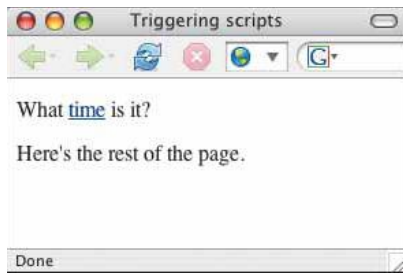 Triggering scripts
G
What time is it?
Here's the rest of the page.
Done